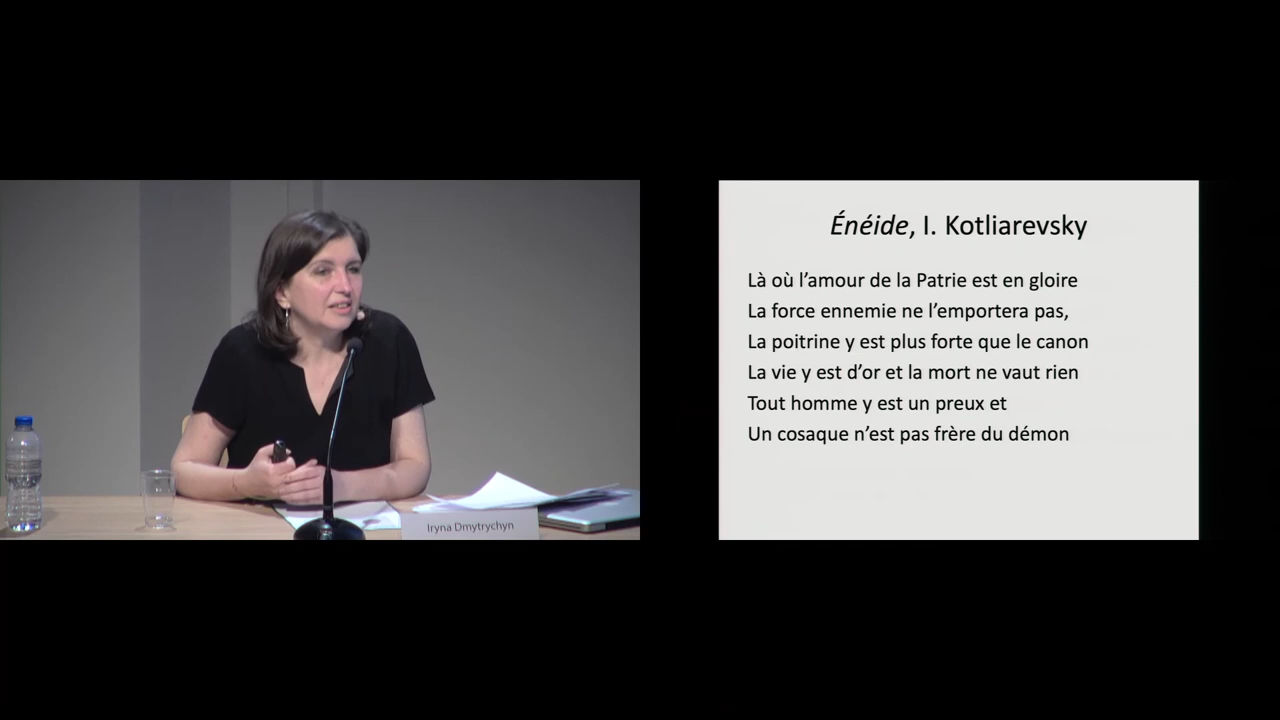 Iryna Dmytrychyn
Énéide, I. Kotliarevsky
Là où l’amour de la Patrie est en gloire
La force ennemie ne l’emportera pas,
La poitrine y est plus forte que le canon
La vie y est d’or et la mort ne vaut rien
Tout homme y est un preux et
Un cosaque n’est pas frère du démon